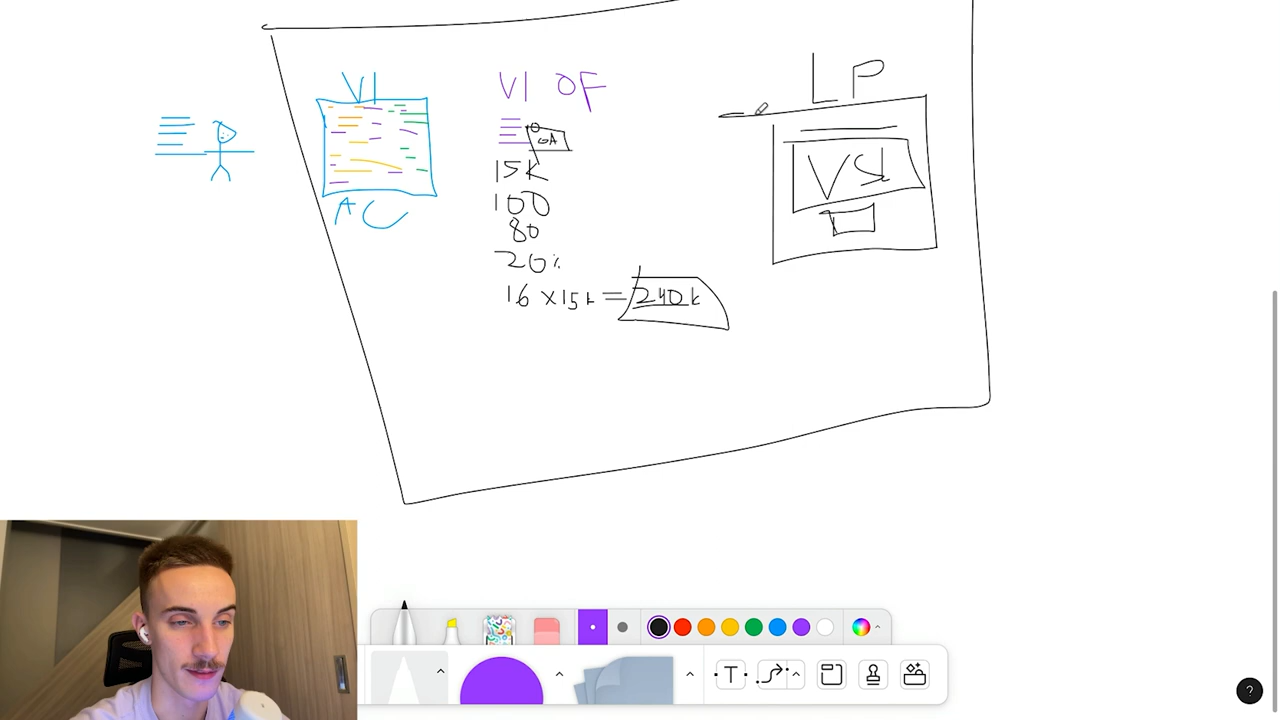 VI
AC
VI OF
GA
15K
100
80
20%
16 x 15k = 240k
LP
VSL
T
?